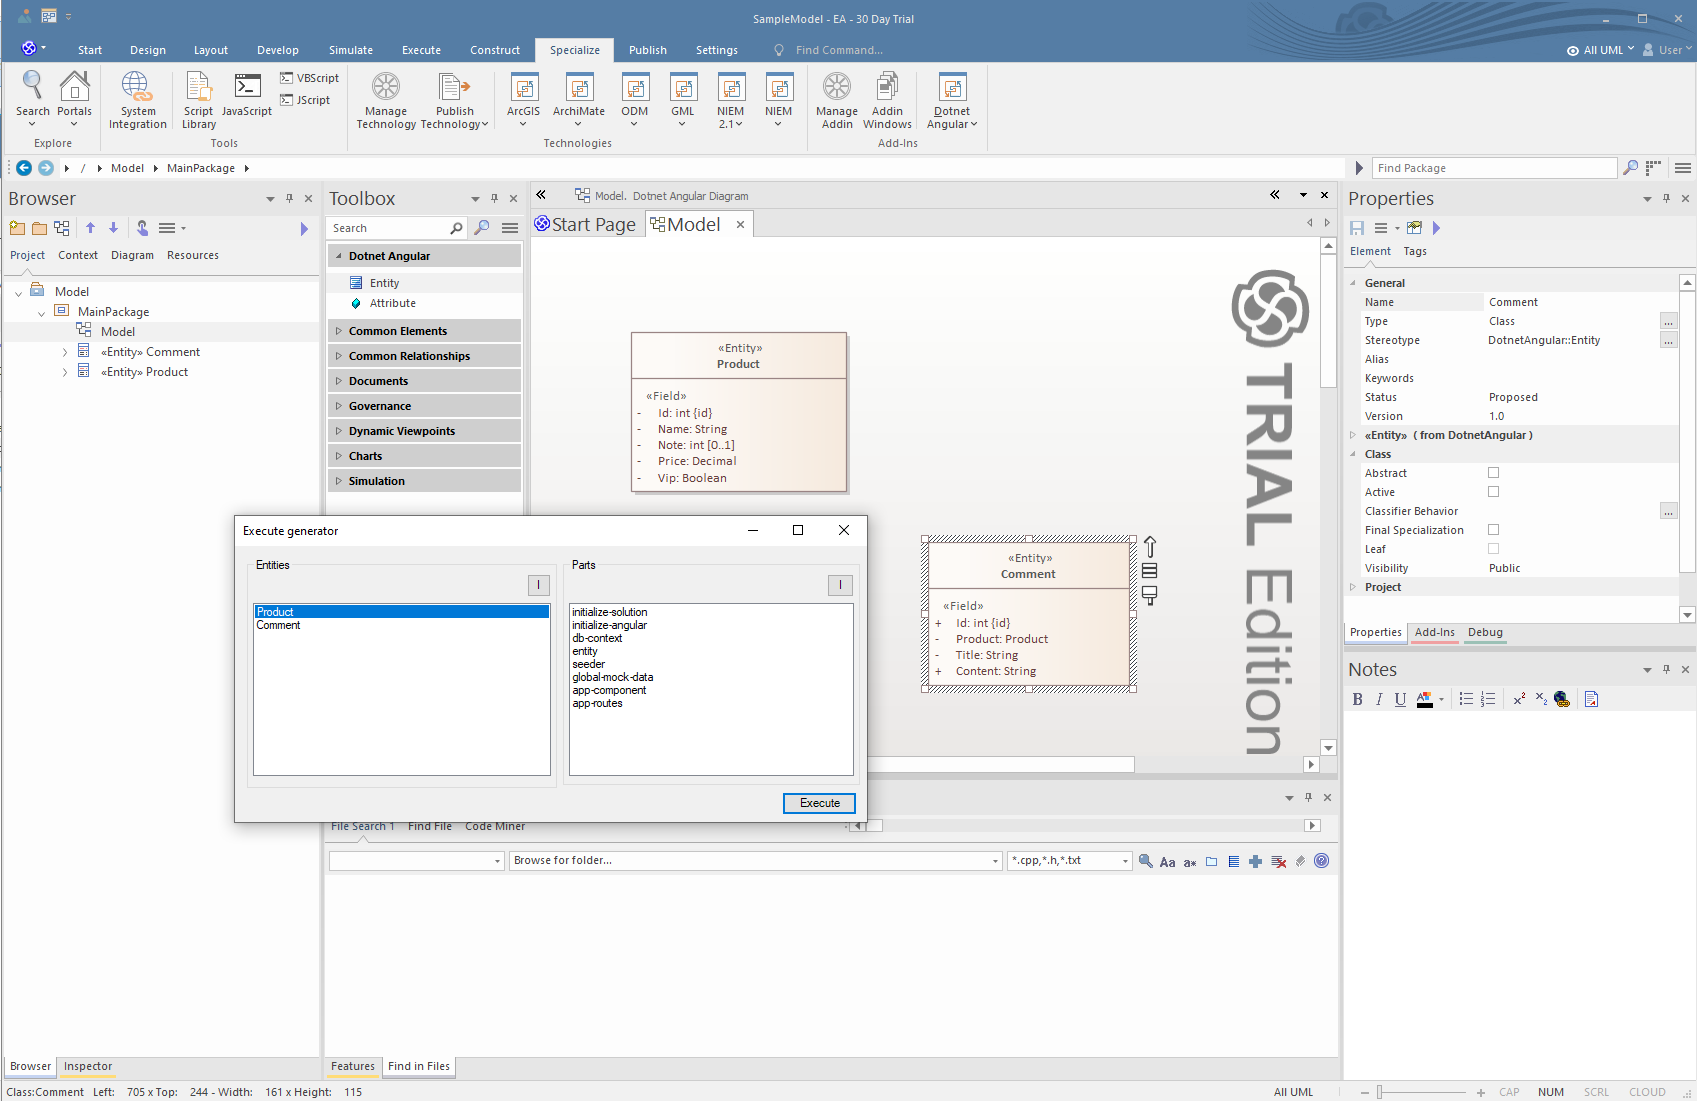 SampleModel - EA - 30 Day Trial
Start Design Layout Develop Simulate Execute Construct Specialize Publish Settings Find Command... All UML User
Search Portals
Explore
System Integration
Script Library
JavaScript
VBScript
JScript
Tools
Manage Technology
Publish Technology
ArcGIS
ArchiMate
ODM
GML
NIEM 2.1
NIEM
Technologies
Manage Addin
Addin Windows
Dotnet Angular
Add-Ins
/ Model MainPackage
Find Package
Browser
Project Context Diagram Resources
Model
MainPackage
Model
«Entity» Comment
«Entity» Product
Toolbox
Search
Dotnet Angular
Entity
Attribute
Common Elements
Common Relationships
Documents
Governance
Dynamic Viewpoints
Charts
Simulation
Model. Dotnet Angular Diagram
Start Page Model
«Entity»
Product
«Field»
- Id: int {id}
- Name: String
- Note: int [0..1]
- Price: Decimal
- Vip: Boolean
«Entity»
Comment
«Field»
+ Id: int {id}
- Product: Product
- Title: String
+ Content: String
TRIAL Edition
Execute generator
Entities
I
Product
Comment
Parts
I
initialize-solution
initialize-angular
db-context
entity
seeder
global-mock-data
app-component
app-routes
Execute
File Search 1 Find File Code Miner
Browse for folder...
*.cpp,*.h,*.txt
Aa a*
Properties
Element Tags
General
Name Comment
Type Class
Stereotype DotnetAngular::Entity
Alias
Keywords
Status Proposed
Version 1.0
«Entity» ( from DotnetAngular )
Class
Abstract
Active
Classifier Behavior
Final Specialization
Leaf
Visibility Public
Project
Properties Add-Ins Debug
Notes
B I U A x² x₂
Browser Inspector
Features Find in Files
Class:Comment Left: 705 x Top: 244 - Width: 161 x Height: 115
All UML CAP NUM SCRL CLOUD